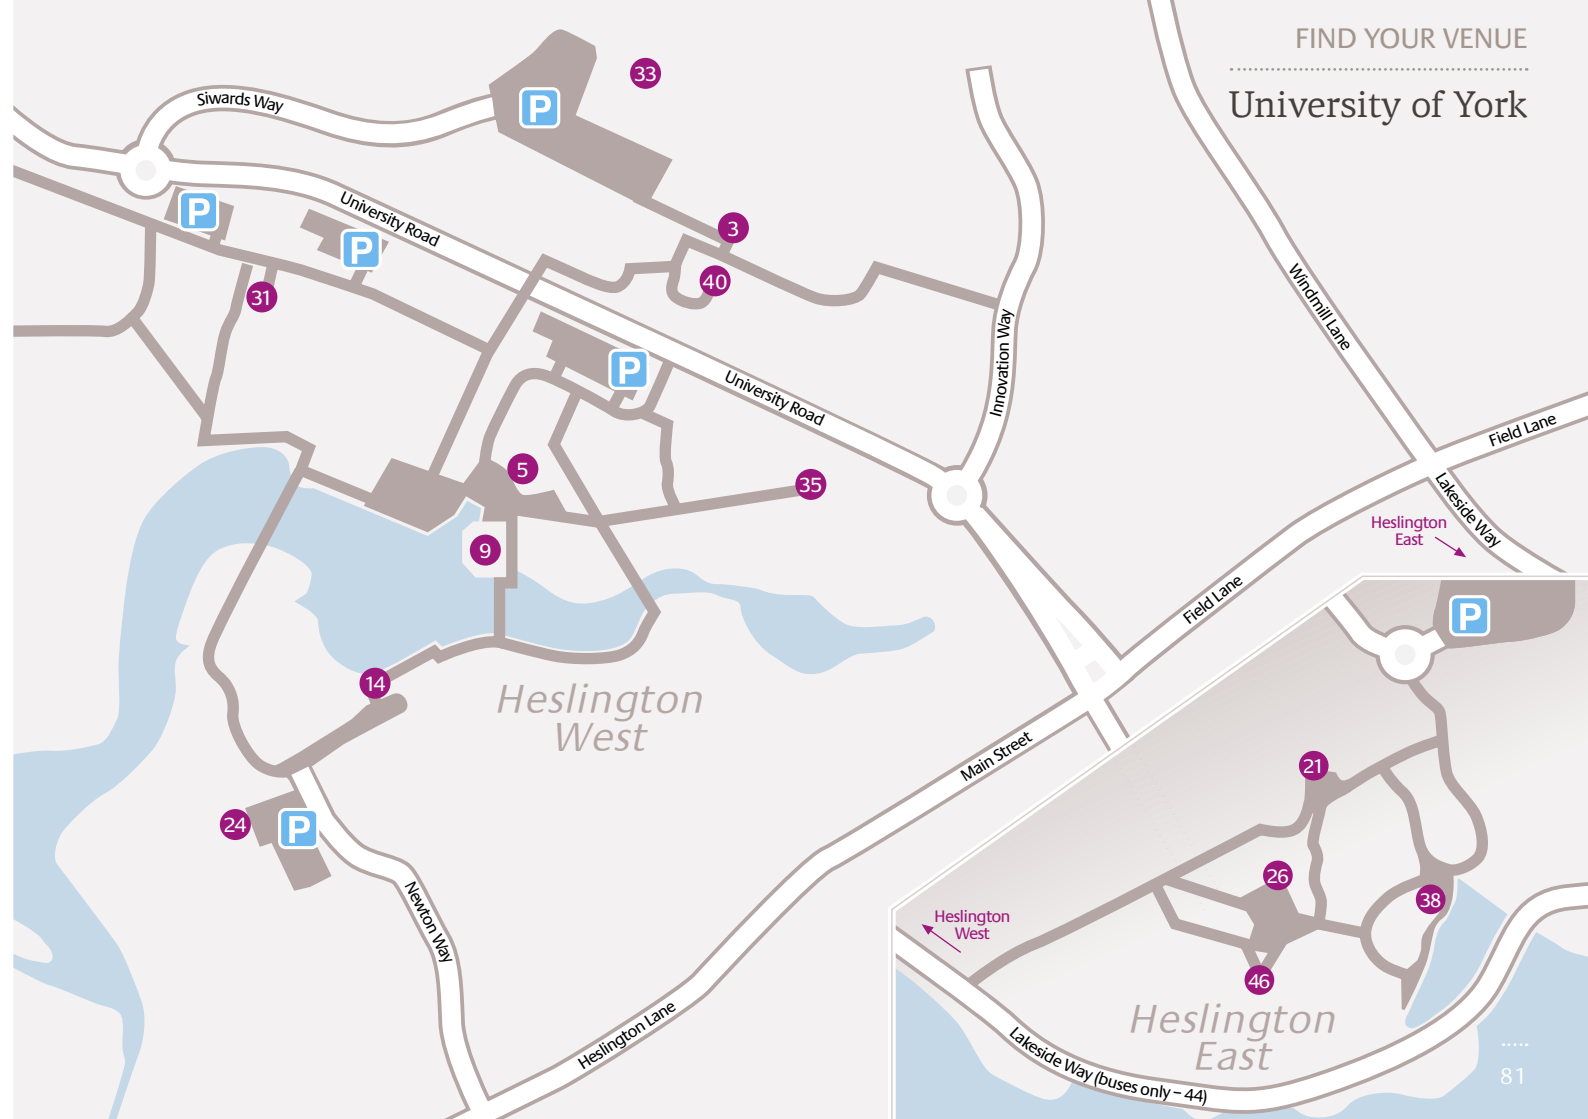 FIND YOUR VENUE
University of York
33
P
Siwards Way
P
University Road
P
3
40
31
Windmill Lane
Innovation Way
P
University Road
Field Lane
5
35
Lakeside Way
Heslington
East
9
Field Lane
P
14
Heslington
West
Main Street
21
24
P
26
38
Newton Way
Heslington
West
46
Heslington
East
Heslington Lane
Lakeside Way (buses only – 44)
81